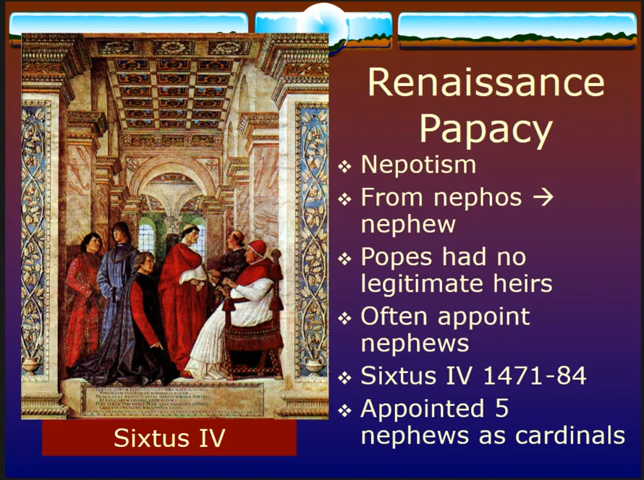 Renaissance
Papacy
❖ Nepotism
❖ From nephos →
nephew
❖ Popes had no
legitimate heirs
❖ Often appoint
nephews
❖ Sixtus IV 1471-84
❖ Appointed 5
nephews as cardinals
Sixtus IV